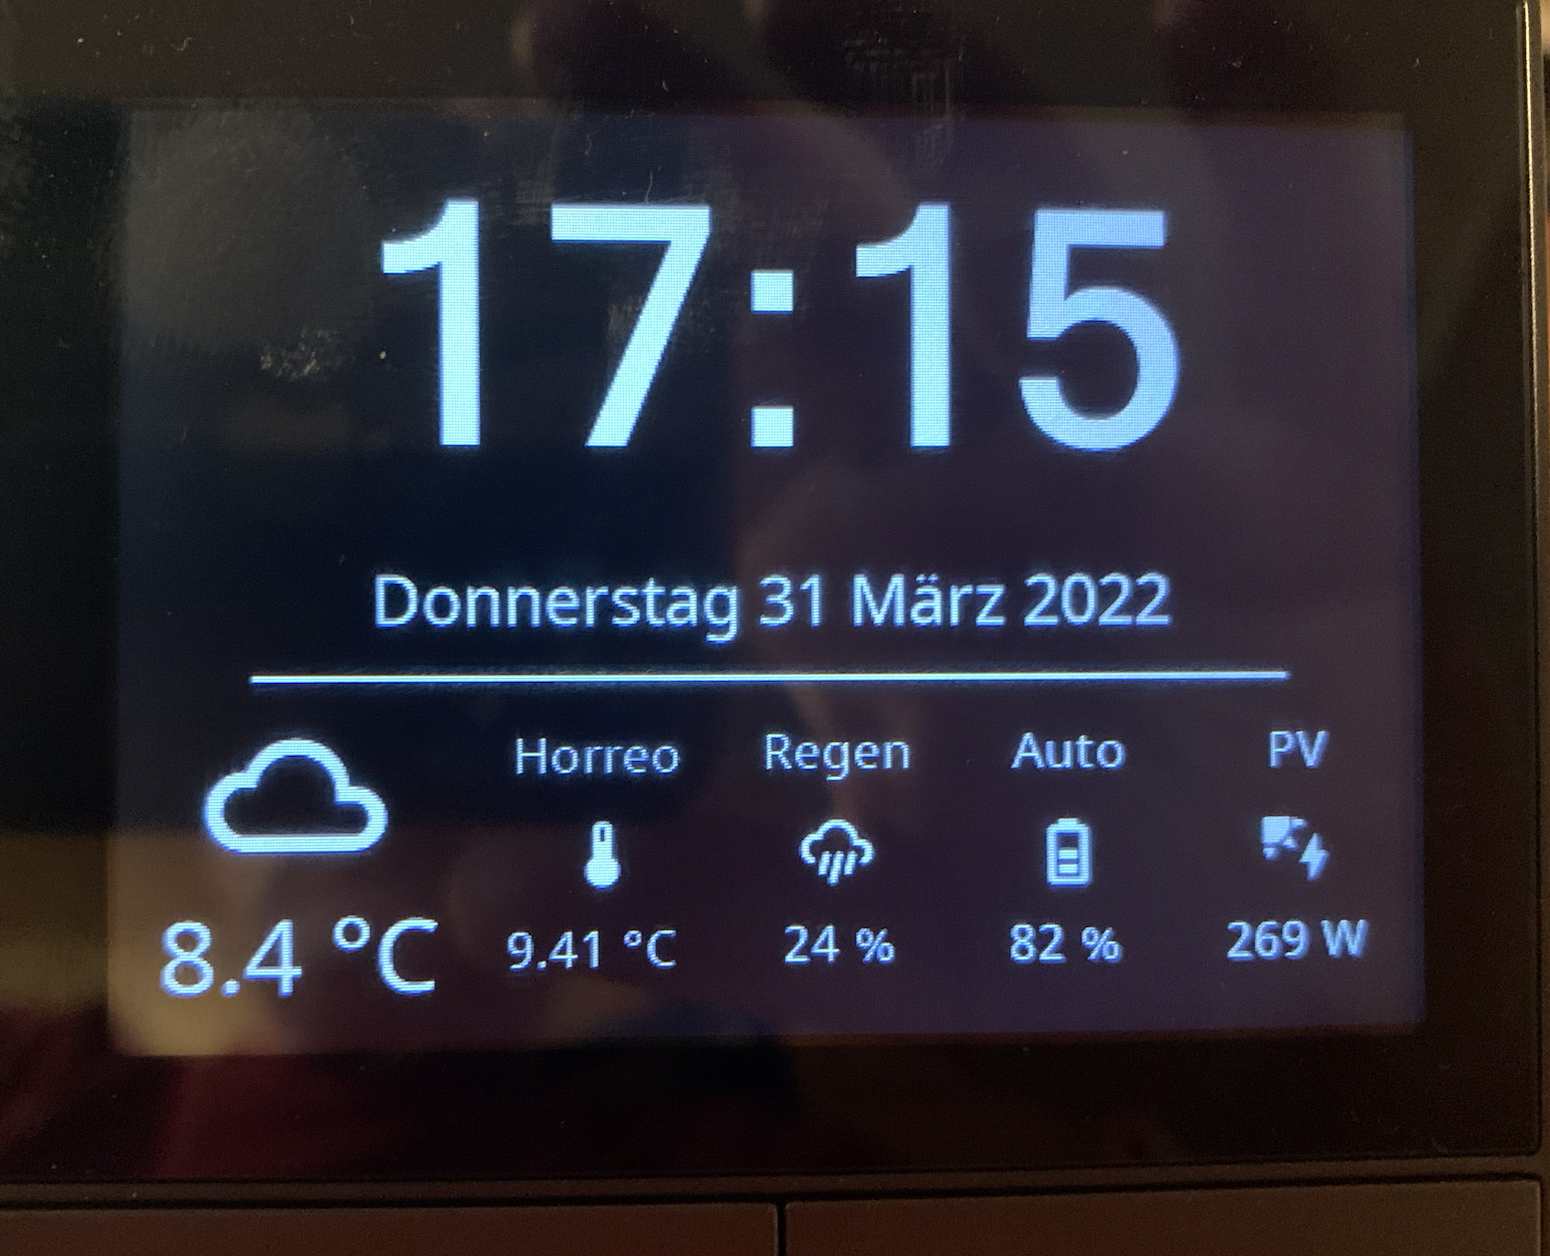 17:15
Donnerstag 31 März 2022
Horreo Regen Auto PV
8.4 °C 9.41 °C 24 % 82 % 269 W